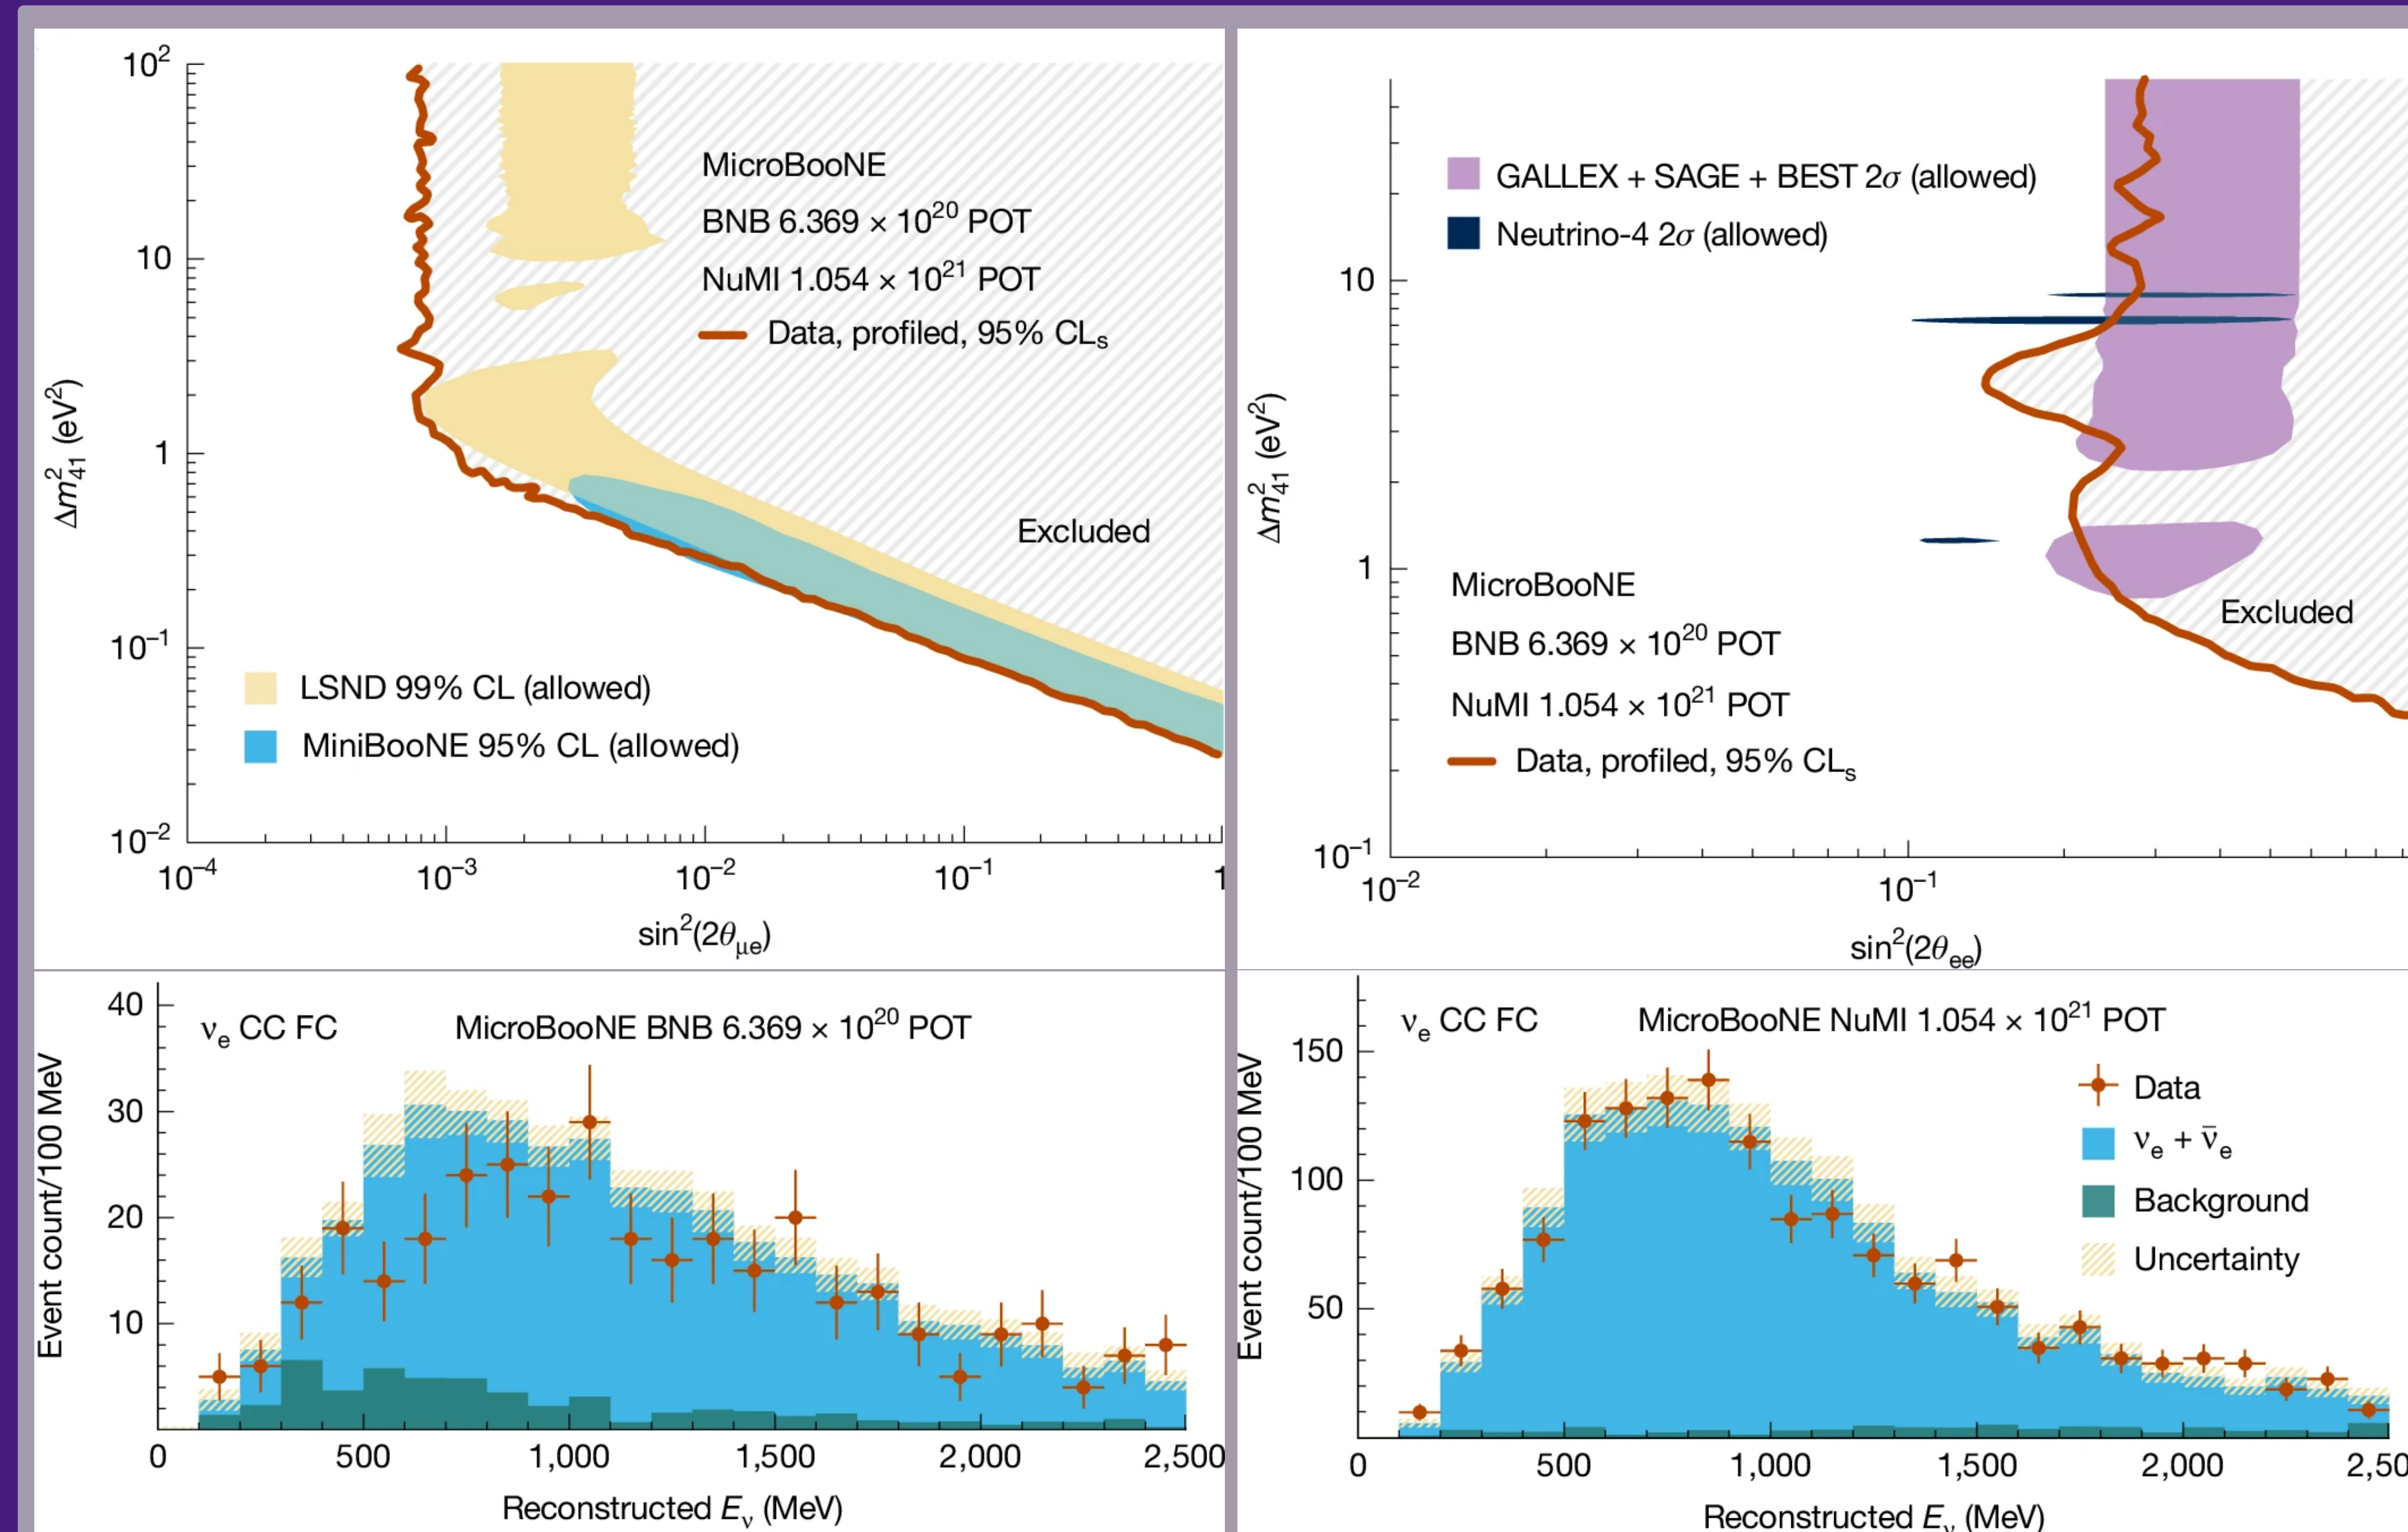 10²
10
1
10⁻¹
10⁻²
Δm²₄₁ (eV²)
MicroBooNE
BNB 6.369 × 10²⁰ POT
NuMI 1.054 × 10²¹ POT
Data, profiled, 95% CLₛ
Excluded
LSND 99% CL (allowed)
MiniBooNE 95% CL (allowed)
10⁻⁴ 10⁻³ 10⁻² 10⁻¹ 1
sin²(2θμe)
GALLEX + SAGE + BEST 2σ (allowed)
Neutrino-4 2σ (allowed)
10
1
10⁻¹
Δm²₄₁ (eV²)
Excluded
MicroBooNE
BNB 6.369 × 10²⁰ POT
NuMI 1.054 × 10²¹ POT
Data, profiled, 95% CLₛ
10⁻² 10⁻¹
sin²(2θee)
40
30
20
10
Event count/100 MeV
νe CC FC MicroBooNE BNB 6.369 × 10²⁰ POT
0 500 1,000 1,500 2,000 2,500
Reconstructed Eν (MeV)
150
100
50
Event count/100 MeV
νe CC FC MicroBooNE NuMI 1.054 × 10²¹ POT
Data
νe + ν̄e
Background
Uncertainty
0 500 1,000 1,500 2,000 2,50
Reconstructed Eν (MeV)